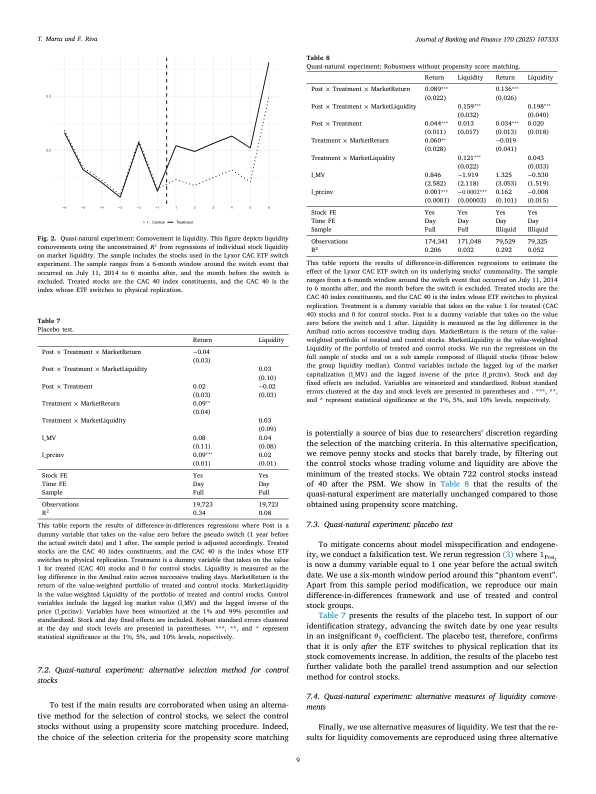 T. Marta and F. Riva
Journal of Banking and Finance 170 (2025) 107333
0.5
0.0
−6 −5 −4 −3 −2 −1 1 2 3 4 5 6
Control Treatment
Fig. 2. Quasi-natural experiment: Comovement in liquidity. This figure depicts liquidity
comovements using the unconstrained R² from regressions of individual stock liquidity
on market liquidity. The sample includes the stocks used in the Lyxor CAC ETF switch
experiment. The sample ranges from a 6-month window around the switch event that
occurred on July 11, 2014 to 6 months after, and the month before the switch is
excluded. Treated stocks are the CAC 40 index constituents, and the CAC 40 is the
index whose ETF switches to physical replication.
Table 7
Placebo test.
Return Liquidity
Post × Treatment × MarketReturn −0.04
(0.03)
Post × Treatment × MarketLiquidity 0.03
(0.10)
Post × Treatment 0.02 −0.02
(0.03) (0.03)
Treatment × MarketReturn 0.09**
(0.04)
Treatment × MarketLiquidity 0.03
(0.09)
l_MV 0.08 0.04
(0.11) (0.08)
l_prcinv 0.09*** 0.02
(0.01) (0.01)
Stock FE Yes Yes
Time FE Day Day
Sample Full Full
Observations 19,723 19,723
R² 0.34 0.08
This table reports the results of difference-in-differences regressions where Post is a
dummy variable that takes on the value zero before the pseudo switch (1 year before
the actual switch date) and 1 after. The sample period is adjusted accordingly. Treated
stocks are the CAC 40 index constituents, and the CAC 40 is the index whose ETF
switches to physical replication. Treatment is a dummy variable that takes on the value
1 for treated (CAC 40) stocks and 0 for control stocks. Liquidity is measured as the
log difference in the Amihud ratio across successive trading days. MarketReturn is the
return of the value-weighted portfolio of treated and control stocks. MarketLiquidity
is the value-weighted Liquidity of the portfolio of treated and control stocks. Control
variables include the lagged log market value (l_MV) and the lagged inverse of the
price (l_prcinv). Variables have been winsorized at the 1% and 99% percentiles and
standardized. Stock and day fixed effects are included. Robust standard errors clustered
at the day and stock levels are presented in parentheses. ***, **, and * represent
statistical significance at the 1%, 5%, and 10% levels, respectively.
7.2. Quasi-natural experiment: alternative selection method for control
stocks
To test if the main results are corroborated when using an alterna-
tive method for the selection of control stocks, we select the control
stocks without using a propensity score matching procedure. Indeed,
the choice of the selection criteria for the propensity score matching
Table 8
Quasi-natural experiment: Robustness without propensity score matching.
Return Liquidity Return Liquidity
Post × Treatment × MarketReturn 0.089*** 0.136***
(0.022) (0.026)
Post × Treatment × MarketLiquidity 0.159*** 0.198***
(0.032) (0.040)
Post × Treatment 0.044*** 0.013 0.034*** 0.020
(0.011) (0.017) (0.013) (0.018)
Treatment × MarketReturn 0.060** −0.019
(0.028) (0.041)
Treatment × MarketLiquidity 0.121*** 0.043
(0.022) (0.033)
l_MV 0.846 −1.919 1.325 −0.530
(2.582) (2.118) (3.053) (1.519)
l_prcinv 0.001*** −0.0002*** 0.162 −0.008
(0.0001) (0.00003) (0.101) (0.015)
Stock FE Yes Yes Yes Yes
Time FE Day Day Day Day
Sample Full Full Illiquid Illiquid
Observations 174,341 171,048 79,529 79,325
R² 0.206 0.032 0.292 0.052
This table reports the results of difference-in-differences regressions to estimate the
effect of the Lyxor CAC ETF switch on its underlying stocks' commonality. The sample
ranges from a 6-month window around the switch event that occurred on July 11, 2014
to 6 months after, and the month before the switch is excluded. Treated stocks are the
CAC 40 index constituents, and the CAC 40 is the index whose ETF switches to physical
replication. Treatment is a dummy variable that takes on the value 1 for treated (CAC
40) stocks and 0 for control stocks. Post is a dummy variable that takes on the value
zero before the switch and 1 after. Liquidity is measured as the log difference in the
Amihud ratio across successive trading days. MarketReturn is the return of the value-
weighted portfolio of treated and control stocks. MarketLiquidity is the value-weighted
Liquidity of the portfolio of treated and control stocks. We run the regressions on the
full sample of stocks and on a sub sample composed of illiquid stocks (those below
the group liquidity median). Control variables include the lagged log of the market
capitalization (l_MV) and the lagged inverse of the price (l_prcinv). Stock and day
fixed effects are included. Variables are winsorized and standardized. Robust standard
errors clustered at the day and stock levels are presented in parentheses and . ***, **,
and * represent statistical significance at the 1%, 5%, and 10% levels, respectively.
is potentially a source of bias due to researchers' discretion regarding
the selection of the matching criteria. In this alternative specification,
we remove penny stocks and stocks that barely trade, by filtering out
the control stocks whose trading volume and liquidity are above the
minimum of the treated stocks. We obtain 722 control stocks instead
of 40 after the PSM. We show in Table 8 that the results of the
quasi-natural experiment are materially unchanged compared to those
obtained using propensity score matching.
7.3. Quasi-natural experiment: placebo test
To mitigate concerns about model misspecification and endogene-
ity, we conduct a falsification test. We rerun regression (3) where 1Postt
is now a dummy variable equal to 1 one year before the actual switch
date. We use a six-month window period around this “phantom event”.
Apart from this sample period modification, we reproduce our main
difference-in-differences framework and use of treated and control
stock groups.
Table 7 presents the results of the placebo test. In support of our
identification strategy, advancing the switch date by one year results
in an insignificant θ3 coefficient. The placebo test, therefore, confirms
that it is only after the ETF switches to physical replication that its
stock comovements increase. In addition, the results of the placebo test
further validate both the parallel trend assumption and our selection
method for control stocks.
7.4. Quasi-natural experiment: alternative measures of liquidity comove-
ments
Finally, we use alternative measures of liquidity. We test that the re-
sults for liquidity comovements are reproduced using three alternative
9